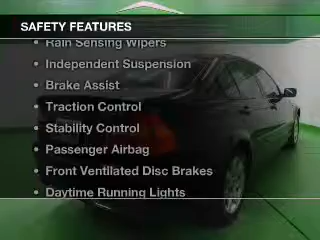 SAFETY FEATURES
• Rain Sensing Wipers
• Independent Suspension
• Brake Assist
• Traction Control
• Stability Control
• Passenger Airbag
• Front Ventilated Disc Brakes
• Daytime Running Lights